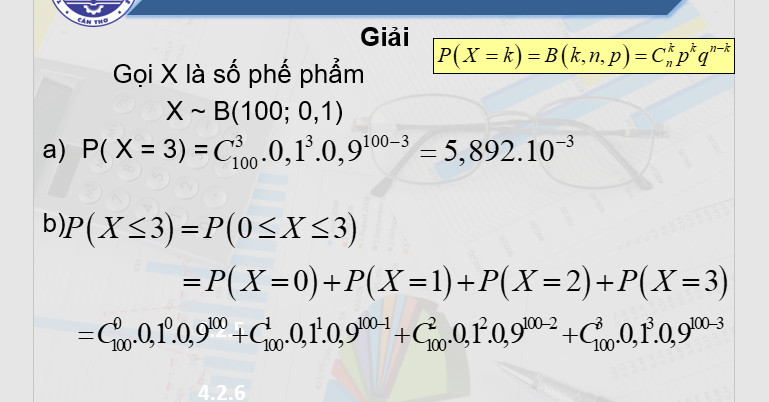 CẦN THƠ
Giải
P(X = k) = B(k, n, p) = C_n^k p^k q^{n-k}
Gọi X là số phế phẩm
X ~ B(100; 0,1)
a) P( X = 3) = C_{100}^3 .0,1^3.0,9^{100-3} = 5,892.10^{-3}
b) P(X ≤ 3) = P(0 ≤ X ≤ 3)
= P(X = 0) + P(X = 1) + P(X = 2) + P(X = 3)
= C_{100}^0 .0,1^0.0,9^{100} + C_{100}^1 .0,1^1.0,9^{100-1} + C_{100}^2 .0,1^2.0,9^{100-2} + C_{100}^3 .0,1^3.0,9^{100-3}
4.2.6